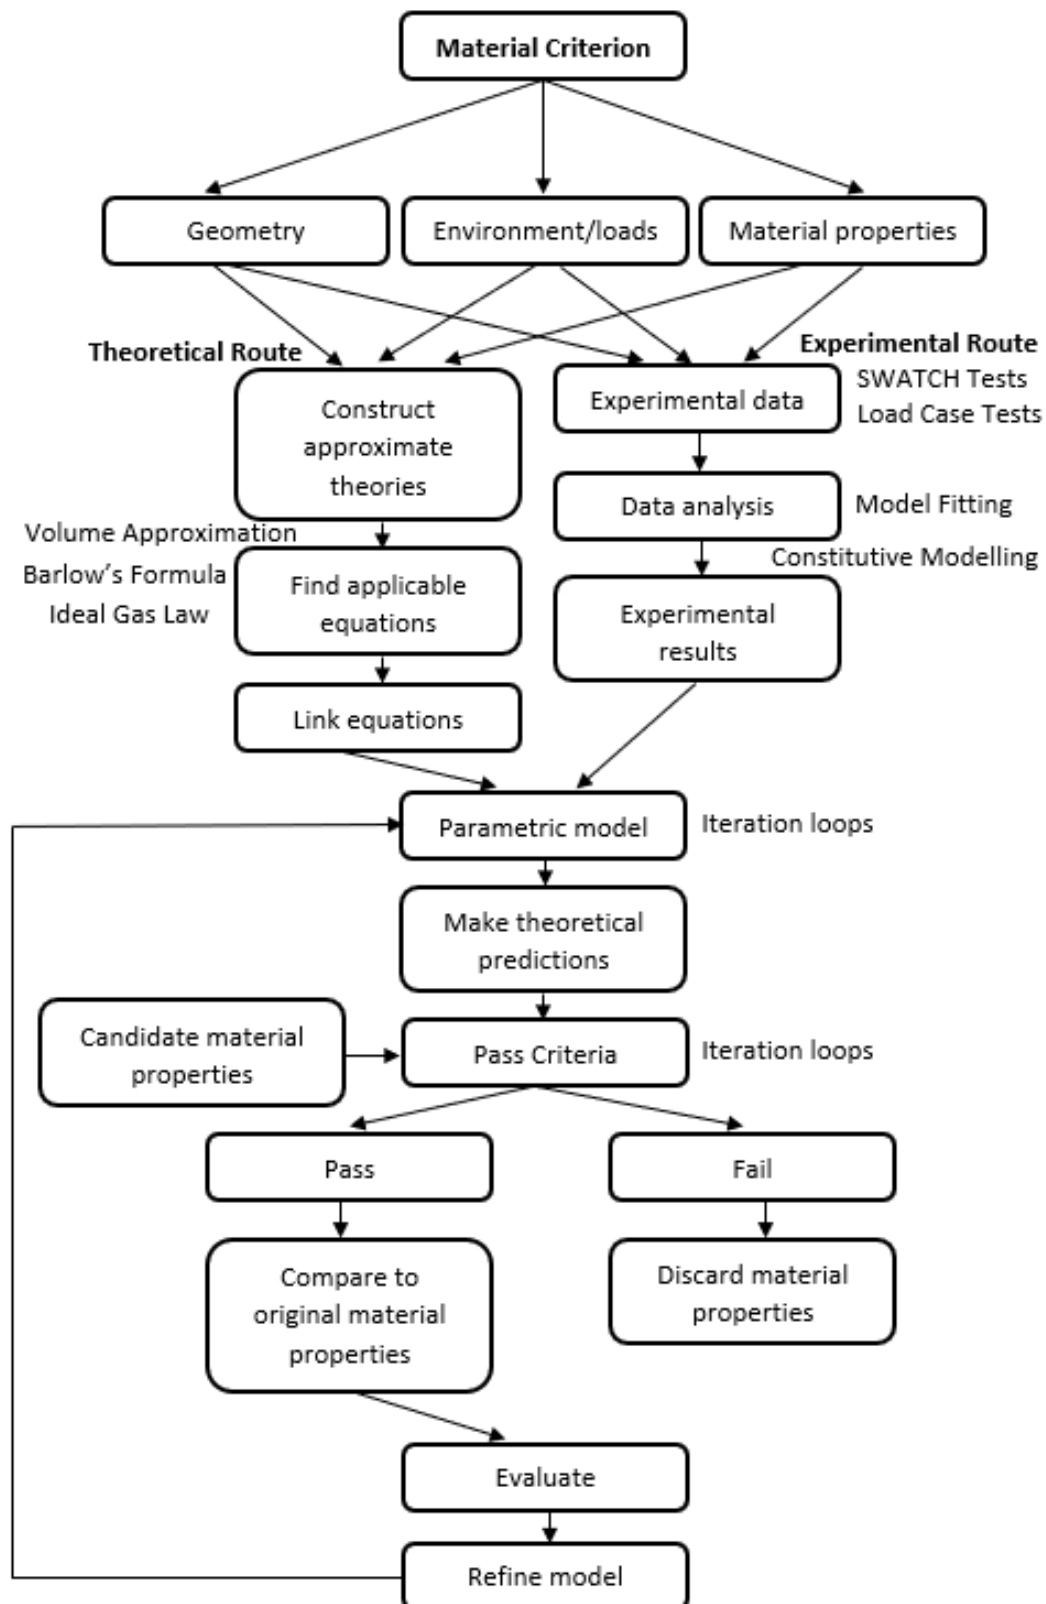 Material Criterion
Geometry
Environment/loads
Material properties
Theoretical Route
Experimental Route
SWATCH Tests
Load Case Tests
Construct
approximate
theories
Experimental data
Data analysis
Model Fitting
Volume Approximation
Barlow’s Formula
Ideal Gas Law
Find applicable
equations
Constitutive Modelling
Experimental
results
Link equations
Parametric model
Iteration loops
Make theoretical
predictions
Candidate material
properties
Pass Criteria
Iteration loops
Pass
Fail
Compare to
original material
properties
Discard material
properties
Evaluate
Refine model